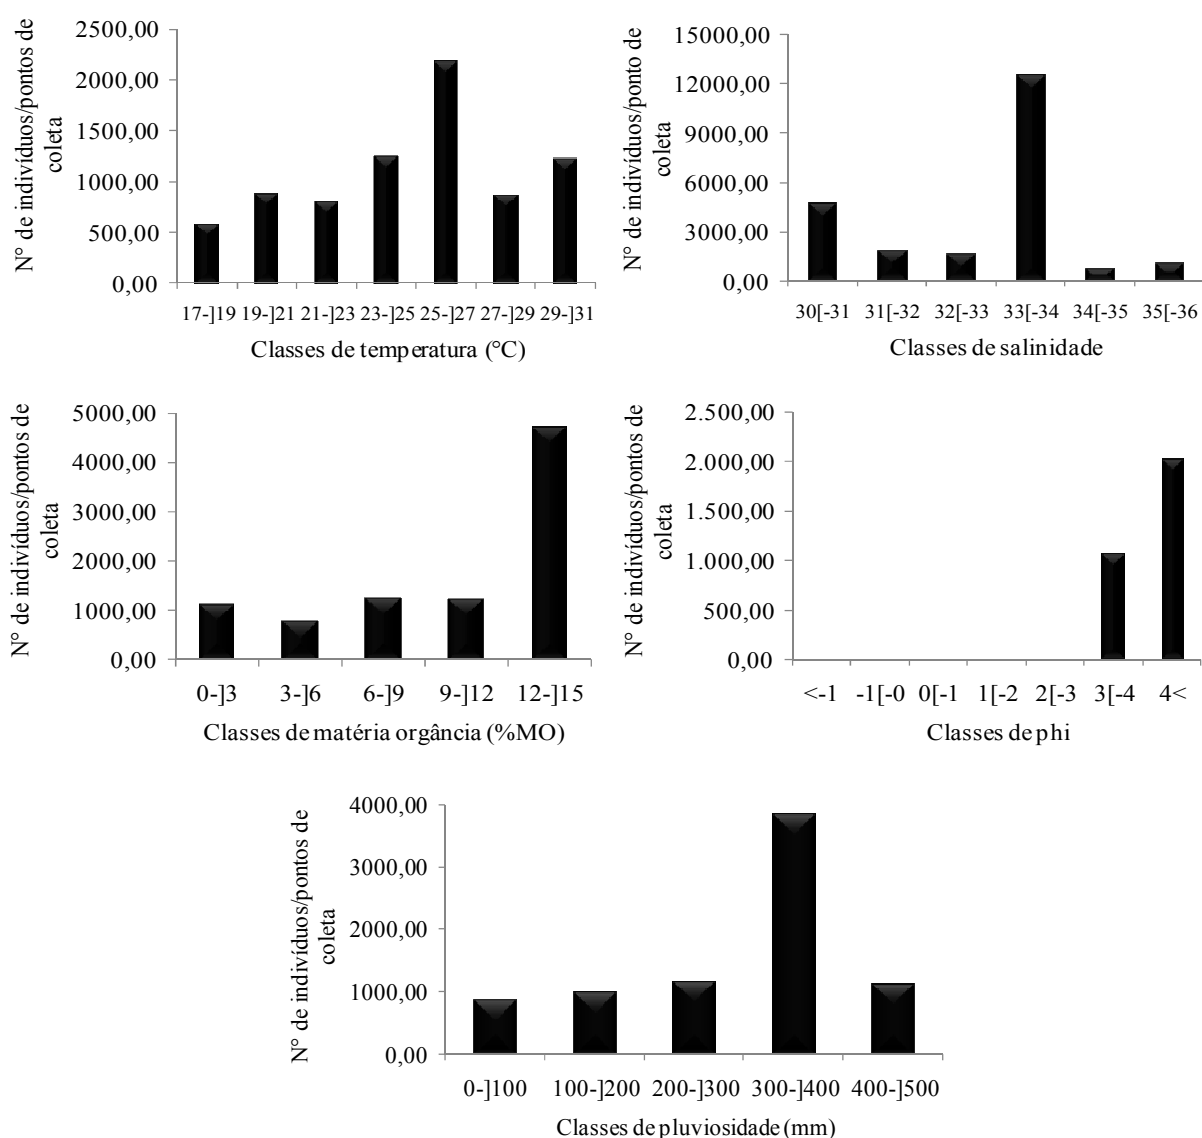 N° de indivíduos/pontos de
coleta
2500,00
2000,00
1500,00
1000,00
500,00
0,00
17-]19 19-]21 21-]23 23-]25 25-]27 27-]29 29-]31
Classes de temperatura (°C)
N° de indivíduos/ponto de
coleta
15000,00
12000,00
9000,00
6000,00
3000,00
0,00
30[-31 31[-32 32[-33 33[-34 34[-35 35[-36
Classes de salinidade
N° de indivíduos/pontos de
coleta
5000,00
4000,00
3000,00
2000,00
1000,00
0,00
0-]3 3-]6 6-]9 9-]12 12-]15
Classes de matéria orgância (%MO)
N° de indivíduos/pontos de
coleta
2.500,00
2.000,00
1.500,00
1.000,00
500,00
0,00
<-1 -1[-0 0[-1 1[-2 2[-3 3[-4 4<
Classes de phi
N° de indivíduos/pontos de
coleta
4000,00
3000,00
2000,00
1000,00
0,00
0-]100 100-]200 200-]300 300-]400 400-]500
Classes de pluviosidade (mm)